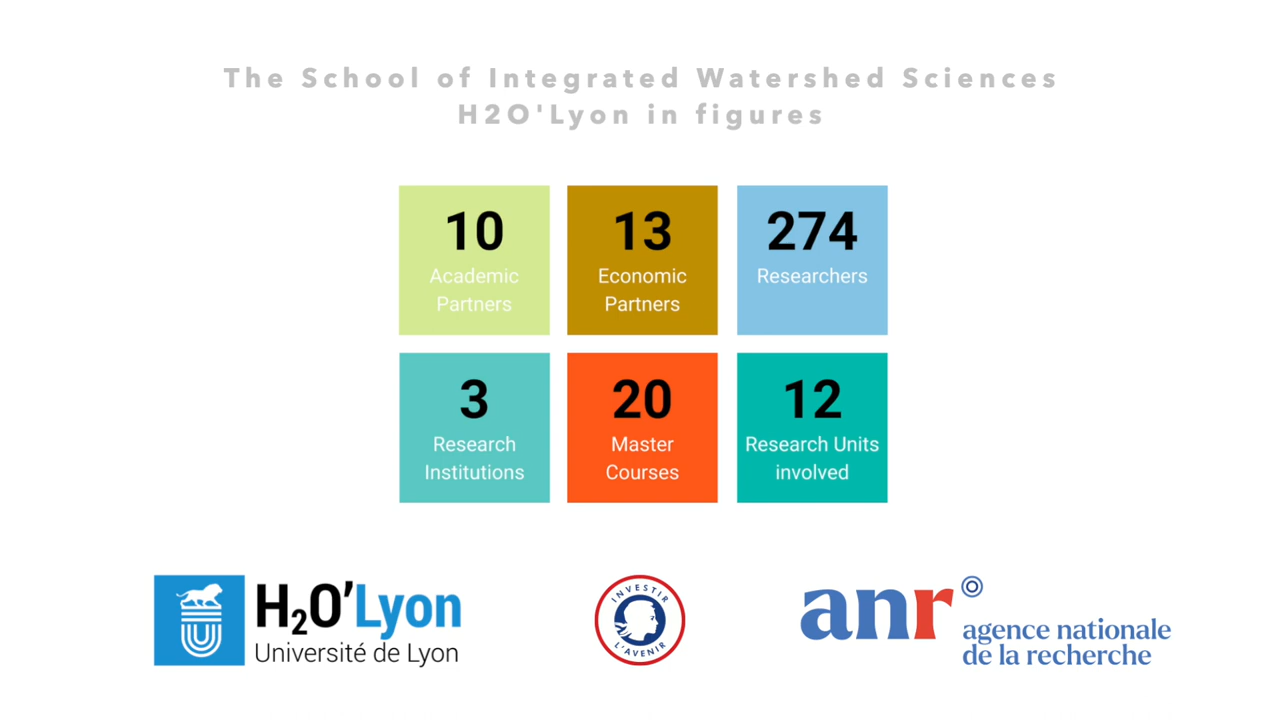 The School of Integrated Watershed Sciences
H2O'Lyon in figures
10
Academic
Partners
13
Economic
Partners
274
Researchers
3
Research
Institutions
20
Master
Courses
12
Research Units
involved
H₂O'Lyon
Université de Lyon
INVESTIR
L'AVENIR
anr
agence nationale
de la recherche